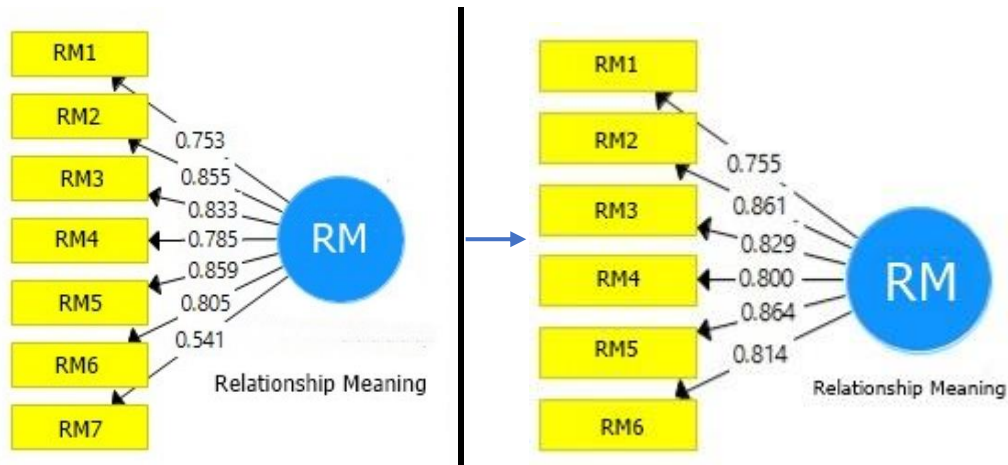 RM1
RM2
RM3
RM4
RM5
RM6
RM7
0.753
0.855
0.833
0.785
0.859
0.805
0.541
RM
Relationship Meaning
RM1
RM2
RM3
RM4
RM5
RM6
0.755
0.861
0.829
0.800
0.864
0.814
RM
Relationship Meaning